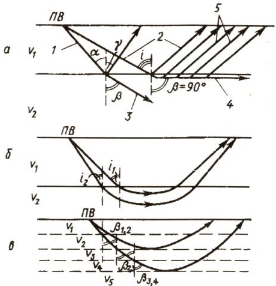 ПВ
1
2
5
а
v₁
α
γ
i
β
β=90°
4
3
v₂
ПВ
б
v₁
i₂
i₁
v₂
ПВ
в
v₁
v₂
v₃
v₄
v₅
β₁,₂
β₂
β₃,₄